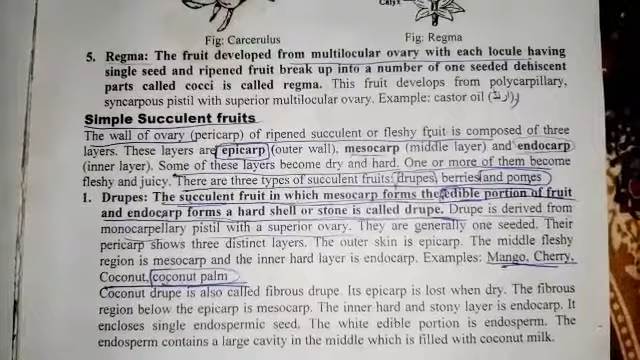 Calyx
Fig: Carcerulus
Fig: Regma
5. Regma: The fruit developed from multilocular ovary with each locule having
single seed and ripened fruit break up into a number of one seeded dehiscent
parts called cocci is called regma. This fruit develops from polycarpillary,
syncarpous pistil with superior multilocular ovary. Example: castor oil (ارنڈ)
Simple Succulent fruits
The wall of ovary (pericarp) of ripened succulent or fleshy fruit is composed of three
layers. These layers are epicarp (outer wall), mesocarp (middle layer) and endocarp
(inner layer). Some of these layers become dry and hard. One or more of them become
fleshy and juicy. There are three types of succulent fruits: drupes, berries and pomes
1. Drupes: The succulent fruit in which mesocarp forms the edible portion of fruit
and endocarp forms a hard shell or stone is called drupe. Drupe is derived from
monocarpellary pistil with a superior ovary. They are generally one seeded. Their
pericarp shows three distinct layers. The outer skin is epicarp. The middle fleshy
region is mesocarp and the inner hard layer is endocarp. Examples: Mango, Cherry,
Coconut, coconut palm
Coconut drupe is also called fibrous drupe. Its epicarp is lost when dry. The fibrous
region below the epicarp is mesocarp. The inner hard and stony layer is endocarp. It
encloses single endospermic seed. The white edible portion is endosperm. The
endosperm contains a large cavity in the middle which is filled with coconut milk.